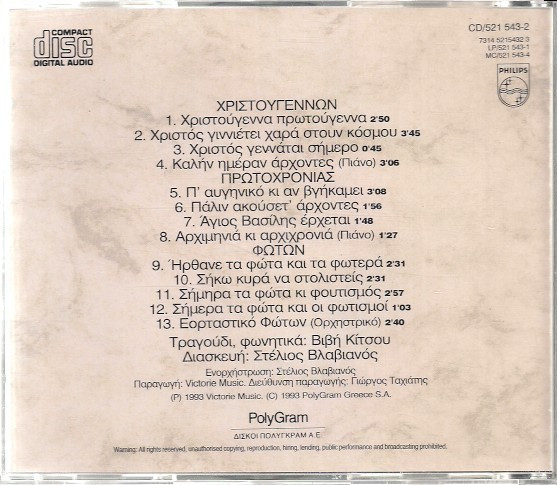 COMPACT
disc
DIGITAL AUDIO
CD/521 543-2
7314 5215432-3
LP/521 543-1
MC/521 543-4
PHILIPS
ΧΡΙΣΤΟΥΓΕΝΝΩΝ
1. Χριστούγεννα πρωτούγεννα 2'50
2. Χριστός γιννιέτει χαρά στουν κόσμου 3'45
3. Χριστός γεννάται σήμερο 0'45
4. Καλήν ημέραν άρχοντες (Πιάνο) 3'06
ΠΡΩΤΟΧΡΟΝΙΑΣ
5. Π' αυγηνικό κι αν βγήκαμει 3'08
6. Πάλιν ακούσετ' άρχοντες 1'56
7. Άγιος Βασίλης έρχεται 1'48
8. Αρχιμηνιά κι αρχιχρονιά (Πιάνο) 1'27
ΦΩΤΩΝ
9. Ήρθανε τα φώτα και τα φωτερά 2'31
10. Σήκω κυρά να στολιστείς 2'31
11. Σήμηρα τα φώτα κι φουτισμός 2'57
12. Σήμερα τα φώτα και οι φωτισμοί 1'03
13. Εορταστικό Φώτων (Ορχηστρικό) 2'40
Τραγούδι, φωνητικά: Βιβή Κίτσου
Διασκευή: Στέλιος Βλαβιανός
Ενορχήστρωση: Στέλιος Βλαβιανός
Παραγωγή: Victorie Music. Διεύθυνση παραγωγής: Γιώργος Ταχιάτης
(P) 1993 Victorie Music. (C) 1993 PolyGram Greece S.A.
PolyGram
ΔΙΣΚΟΙ ΠΟΛΥΓΚΡΑΜ Α.Ε.
Warning: All rights reserved, unauthorised copying, reproduction, hiring, lending, public performance and broadcasting prohibited.